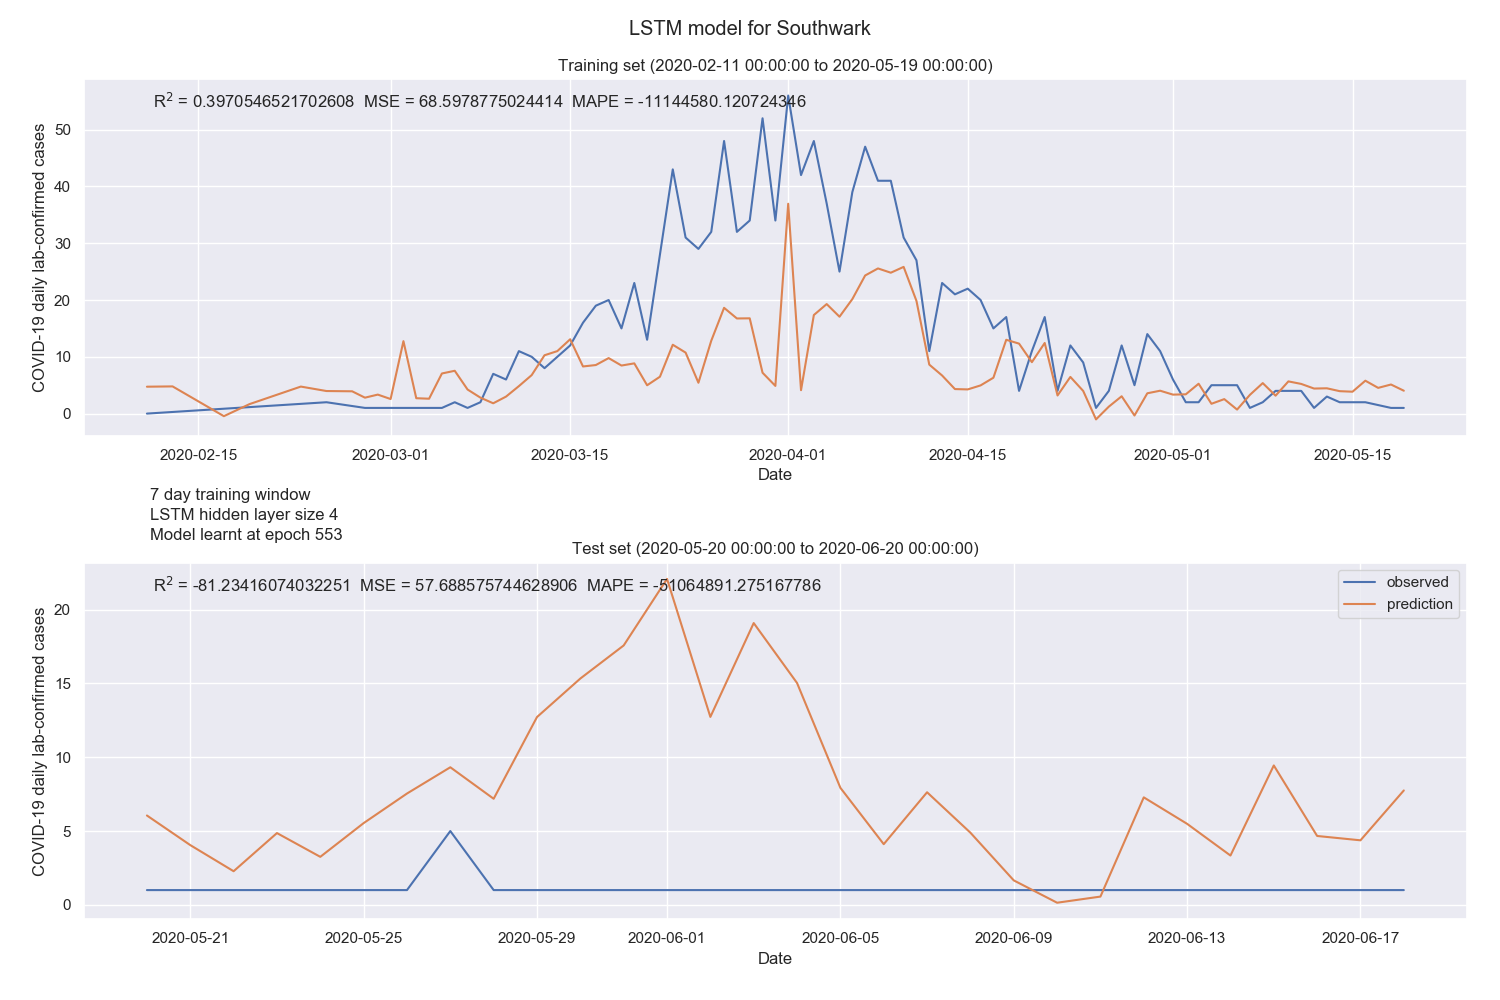 LSTM model for Southwark
Training set (2020-02-11 00:00:00 to 2020-05-19 00:00:00)
R² = 0.3970546521702608 MSE = 68.5978775024414 MAPE = -11144580.120724346
COVID-19 daily lab-confirmed cases
50
40
30
20
10
0
2020-02-15 2020-03-01 2020-03-15 2020-04-01 2020-04-15 2020-05-01 2020-05-15
Date
7 day training window
LSTM hidden layer size 4
Model learnt at epoch 553
Test set (2020-05-20 00:00:00 to 2020-06-20 00:00:00)
R² = -81.23416074032251 MSE = 57.688575744628906 MAPE = -51064891.275167786
observed
prediction
COVID-19 daily lab-confirmed cases
20
15
10
5
0
2020-05-21 2020-05-25 2020-05-29 2020-06-01 2020-06-05 2020-06-09 2020-06-13 2020-06-17
Date